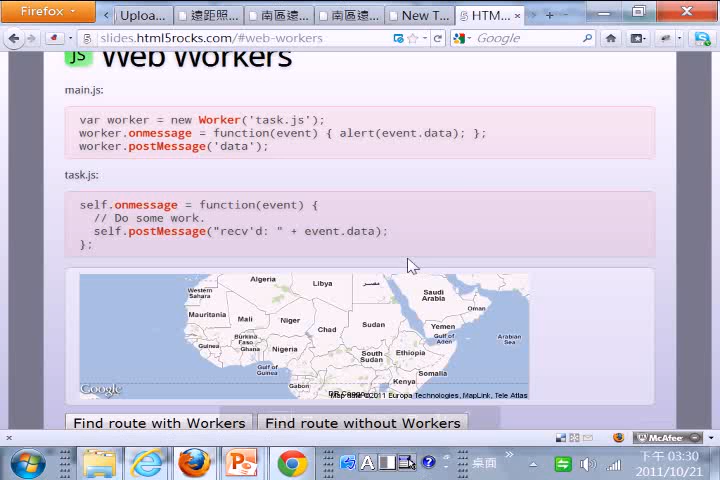 Firefox
Uploa...
遠距照...
南區遠...
南區遠...
New T...
HTM...
slides.html5rocks.com/#web-workers
Google
JS Web Workers
main.js:
var worker = new Worker('task.js');
worker.onmessage = function(event) { alert(event.data); };
worker.postMessage('data');
task.js:
self.onmessage = function(event) {
// Do some work.
self.postMessage("recv'd: " + event.data);
};
Algeria
Libya
مصر
Western Sahara
Saudi Arabia
Oman
Mauritania
Mali
Niger
Chad
Sudan
Yemen
Burkina Faso
Gulf of Aden
Arabian Sea
Guinea
Ghana
Nigeria
South Sudan
Ethiopia
Gulf of Guinea
Somalia
Gabon
Kenya
Google
Map data ©2011 Europa Technologies, MapLink, Tele Atlas
Find route with Workers
Find route without Workers
McAfee
A
桌面
下午 03:30
2011/10/21